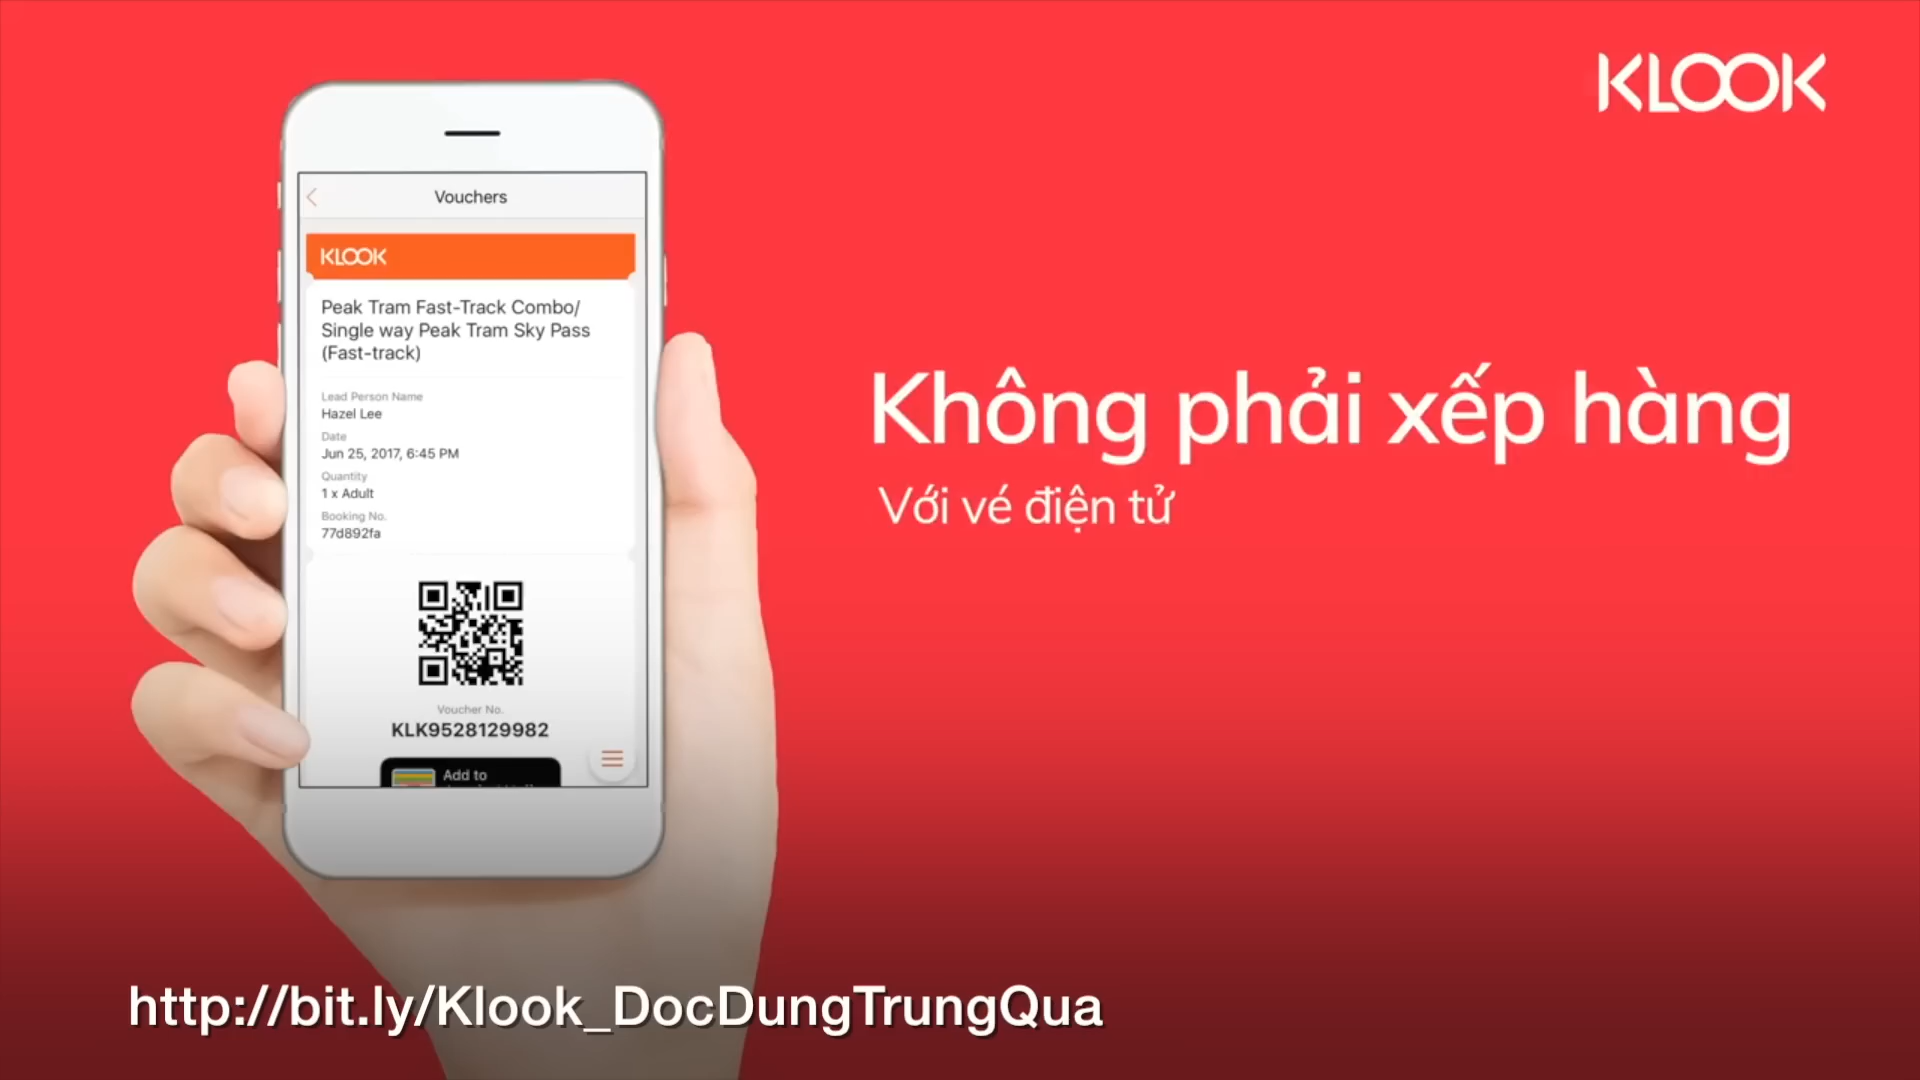 KLOOK
Vouchers
KLOOK
Peak Tram Fast-Track Combo/
Single way Peak Tram Sky Pass
(Fast-track)
Lead Person Name
Hazel Lee
Date
Jun 25, 2017, 6:45 PM
Quantity
1 x Adult
Booking No.
77d892fa
Voucher No.
KLK9528129982
Add to
Không phải xếp hàng
Với vé điện tử
http://bit.ly/Klook_DocDungTrungQua